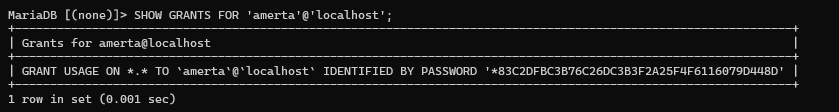 MariaDB [(none)]> SHOW GRANTS FOR 'amerta'@'localhost';
+---------------------------------------------------------------------------------------------------------------+
| Grants for amerta@localhost                                                                                   |
+---------------------------------------------------------------------------------------------------------------+
| GRANT USAGE ON *.* TO `amerta`@`localhost` IDENTIFIED BY PASSWORD '*83C2DFBC3B76C26DC3B3F2A25F4F6116079D448D' |
+---------------------------------------------------------------------------------------------------------------+
1 row in set (0.001 sec)